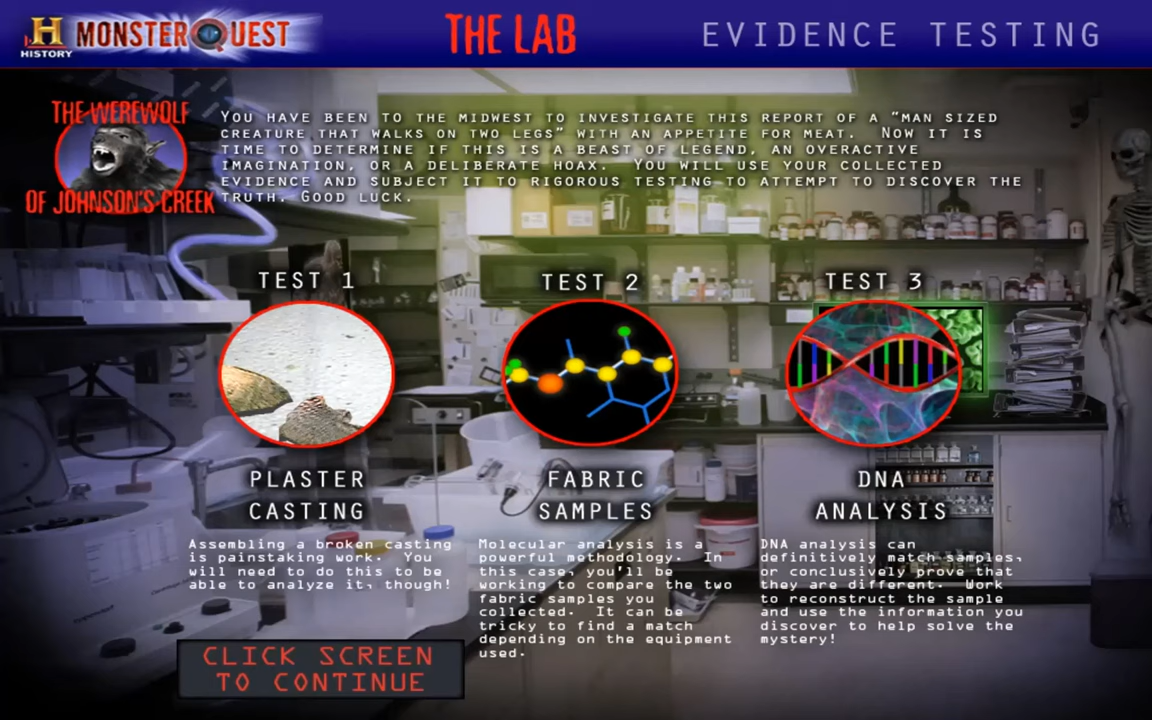 H HISTORY MONSTERQUEST
THE LAB
EVIDENCE TESTING
THE WEREWOLF
OF JOHNSON'S CREEK
YOU HAVE BEEN TO THE MIDWEST TO INVESTIGATE THIS REPORT OF A "MAN SIZED
CREATURE THAT WALKS ON TWO LEGS" WITH AN APPETITE FOR MEAT. NOW IT IS
TIME TO DETERMINE IF THIS IS A BEAST OF LEGEND, AN OVERACTIVE
IMAGINATION, OR A DELIBERATE HOAX. YOU WILL USE YOUR COLLECTED
EVIDENCE AND SUBJECT IT TO RIGOROUS TESTING TO ATTEMPT TO DISCOVER THE
TRUTH. GOOD LUCK.
TEST 1
PLASTER
CASTING
Assembling a broken casting
is painstaking work. You
will need to do this to be
able to analyze it, though!
TEST 2
FABRIC
SAMPLES
Molecular analysis is a
powerful methodology. In
this case, you'll be
working to compare the two
fabric samples you
collected. It can be
tricky to find a match
depending on the equipment
used.
TEST 3
DNA
ANALYSIS
DNA analysis can
definitively match samples,
or conclusively prove that
they are different. Work
to reconstruct the sample
and use the information you
discover to help solve the
mystery!
CLICK SCREEN
TO CONTINUE